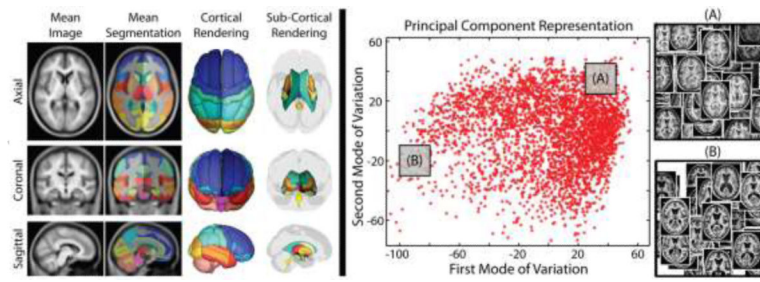 Mean Image
Mean Segmentation
Cortical Rendering
Sub-Cortical Rendering
Axial
Coronal
Sagittal
Principal Component Representation
Second Mode of Variation
60
20
-20
-60
(A)
(B)
-100
-60
-20
20
60
First Mode of Variation
(A)
(B)